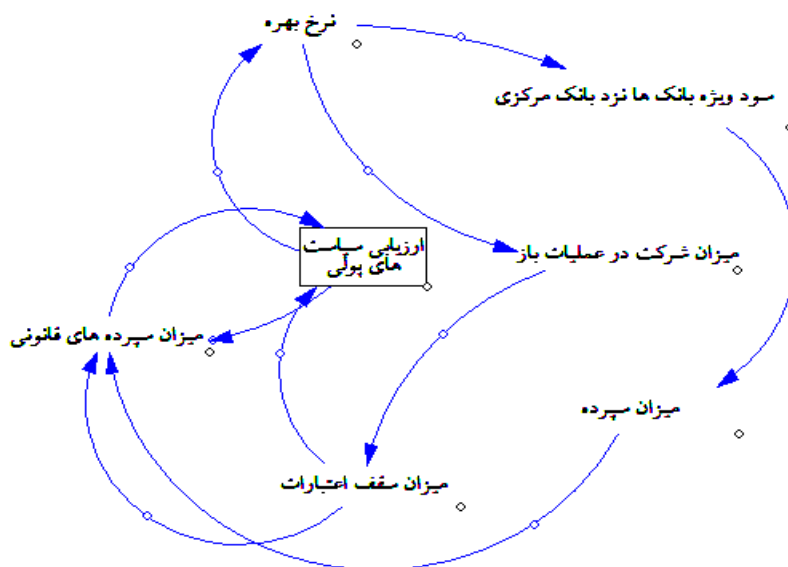 نرخ بهره
سود ویژه بانک ها نزد بانک مرکزی
ارزیابی سیاست
های پولی
میزان شرکت در عملیات باز
میزان سپرده های قانونی
میزان سپرده
میزان سقف اعتبارات